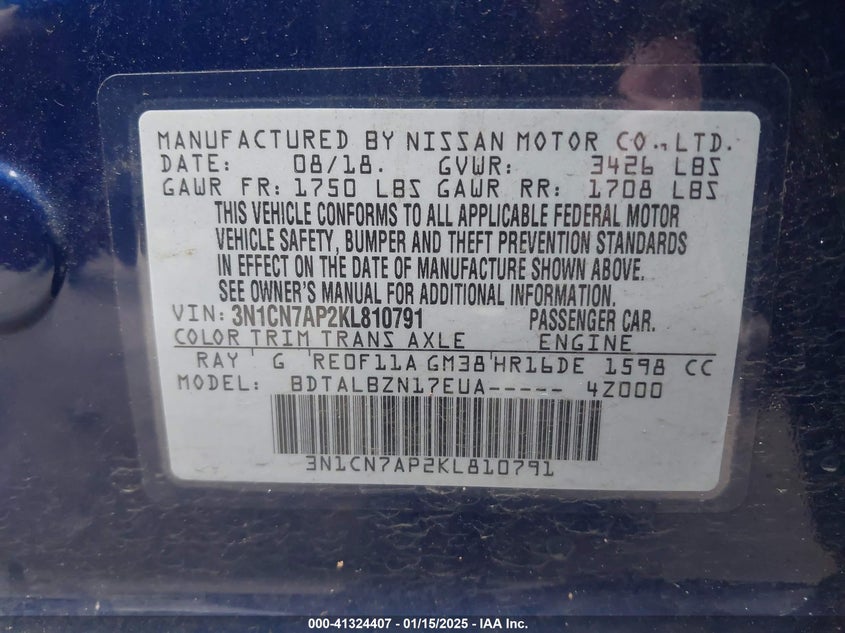 MANUFACTURED BY NISSAN MOTOR CO.,LTD.
DATE: 08/18. GVWR: 3426 LBS
GAWR FR: 1750 LBS GAWR RR: 1708 LBS
THIS VEHICLE CONFORMS TO ALL APPLICABLE FEDERAL MOTOR
VEHICLE SAFETY, BUMPER AND THEFT PREVENTION STANDARDS
IN EFFECT ON THE DATE OF MANUFACTURE SHOWN ABOVE.
SEE OWNER'S MANUAL FOR ADDITIONAL INFORMATION.
VIN: 3N1CN7AP2KL810791 PASSENGER CAR.
COLOR TRIM TRANS AXLE ENGINE
RAY G RE0F11A GM38 HR16DE 1598 CC
MODEL: BDTALBZN17EUA----- 4Z000
3N1CN7AP2KL810791
000-41324407 - 01/15/2025 - IAA Inc.